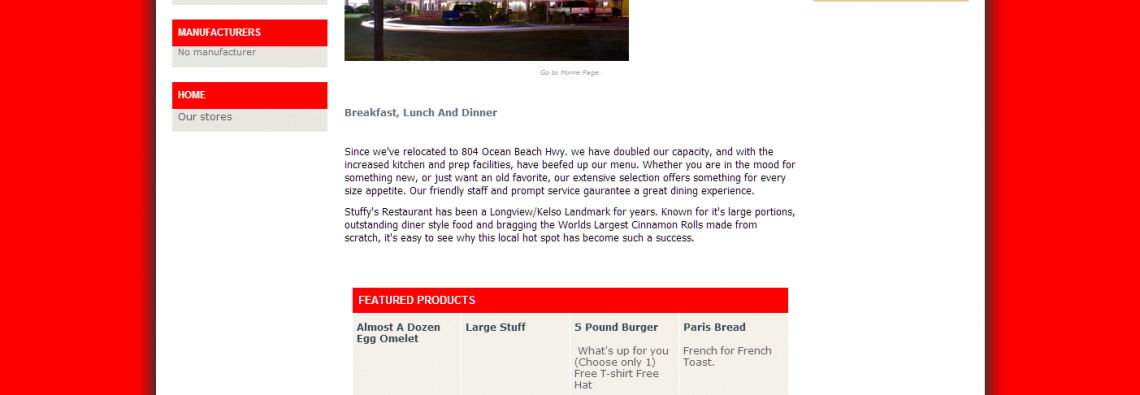 MANUFACTURERS
No manufacturer
HOME
Our stores
Go to Home Page.
Breakfast, Lunch And Dinner
Since we've relocated to 804 Ocean Beach Hwy. we have doubled our capacity, and with the
increased kitchen and prep facilities, have beefed up our menu. Whether you are in the mood for
something new, or just want an old favorite, our extensive selection offers something for every
size appetite. Our friendly staff and prompt service gaurantee a great dining experience.
Stuffy's Restaurant has been a Longview/Kelso Landmark for years. Known for it's large portions,
outstanding diner style food and bragging the Worlds Largest Cinnamon Rolls made from
scratch, it's easy to see why this local hot spot has become such a success.
FEATURED PRODUCTS
Almost A Dozen
Egg Omelet
Large Stuff
5 Pound Burger
What's up for you
(Choose only 1)
Free T-shirt Free
Hat
Paris Bread
French for French
Toast.